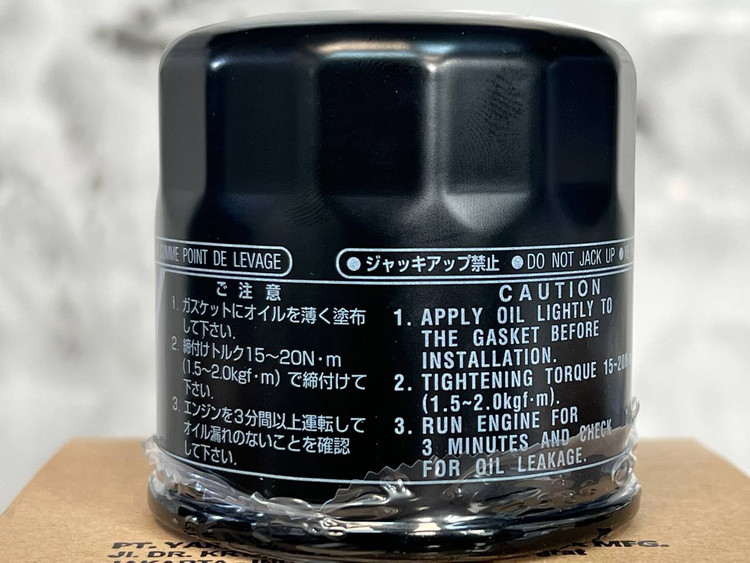 POINT DE LEVAGE
●ジャッキアップ禁止 ●DO NOT JACK UP
ご注意
1. ガスケットにオイルを薄く塗布
して下さい.
2. 締付けトルク15~20N・m
(1.5~2.0kgf・m) で締付けて
下さい.
3. エンジンを3分間以上運転して
オイル漏れのないことを確認
して下さい.
CAUTION
1. APPLY OIL LIGHTLY TO
THE GASKET BEFORE
INSTALLATION.
2. TIGHTENING TORQUE
(1.5~2.0kgf・m).
3. RUN ENGINE FOR
3 MINUTES AND CHECK
FOR OIL LEAKAGE.
PT. MFG.
Jl. DR.
JAKARTA,